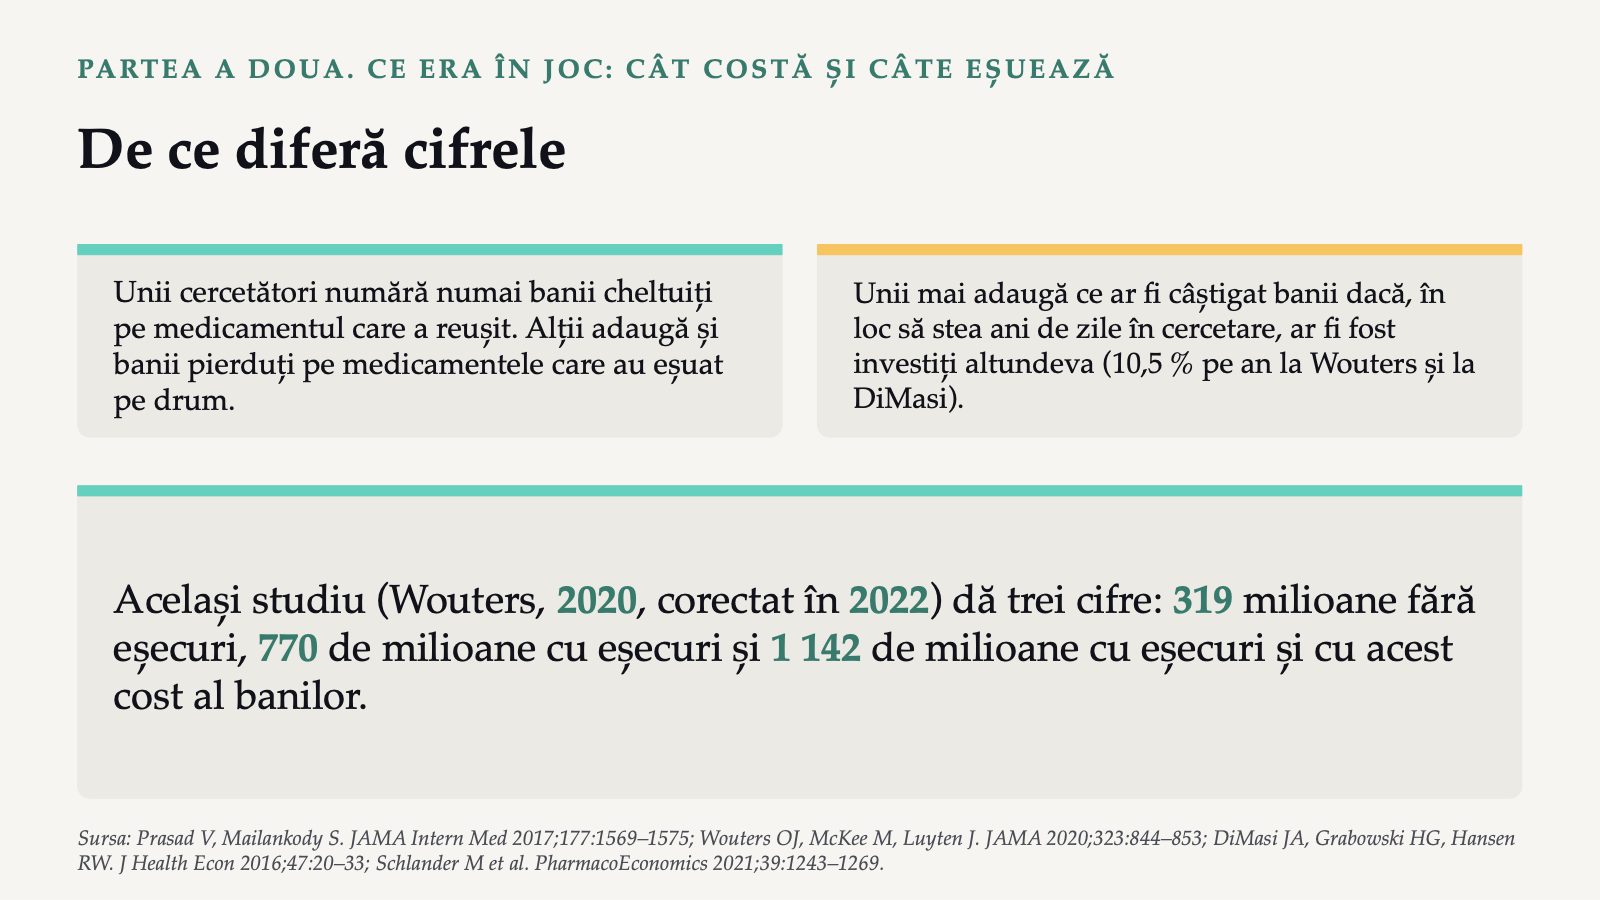 PARTEA A DOUA. CE ERA ÎN JOC: CÂT COSTĂ ȘI CÂTE EȘUEAZĂ
De ce diferă cifrele
Unii cercetători numără numai banii cheltuiți
pe medicamentul care a reușit. Alții adaugă și
banii pierduți pe medicamentele care au eșuat
pe drum.
Unii mai adaugă ce ar fi câștigat banii dacă, în
loc să stea ani de zile în cercetare, ar fi fost
investiți altundeva (10,5 % pe an la Wouters și la
DiMasi).
Același studiu (Wouters, 2020, corectat în 2022) dă trei cifre: 319 milioane fără
eșecuri, 770 de milioane cu eșecuri și 1 142 de milioane cu eșecuri și cu acest
cost al banilor.
Sursa: Prasad V, Mailankody S. JAMA Intern Med 2017;177:1569–1575; Wouters OJ, McKee M, Luyten J. JAMA 2020;323:844–853; DiMasi JA, Grabowski HG, Hansen
RW. J Health Econ 2016;47:20–33; Schlander M et al. PharmacoEconomics 2021;39:1243–1269.